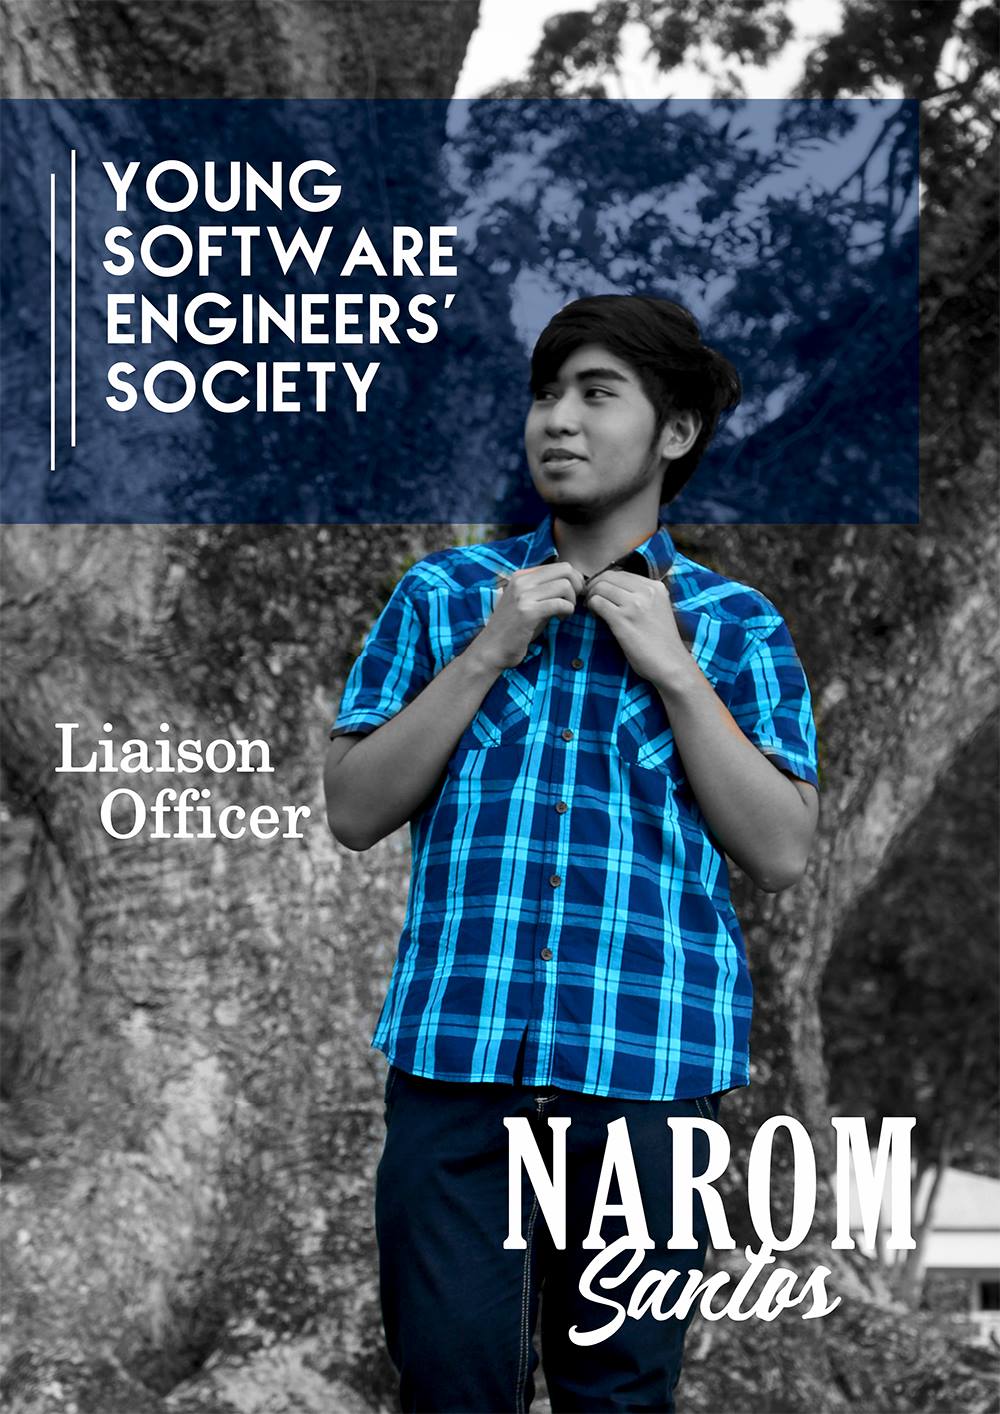 YOUNG
SOFTWARE
ENGINEERS'
SOCIETY
Liaison
Officer
NAROM
Santos